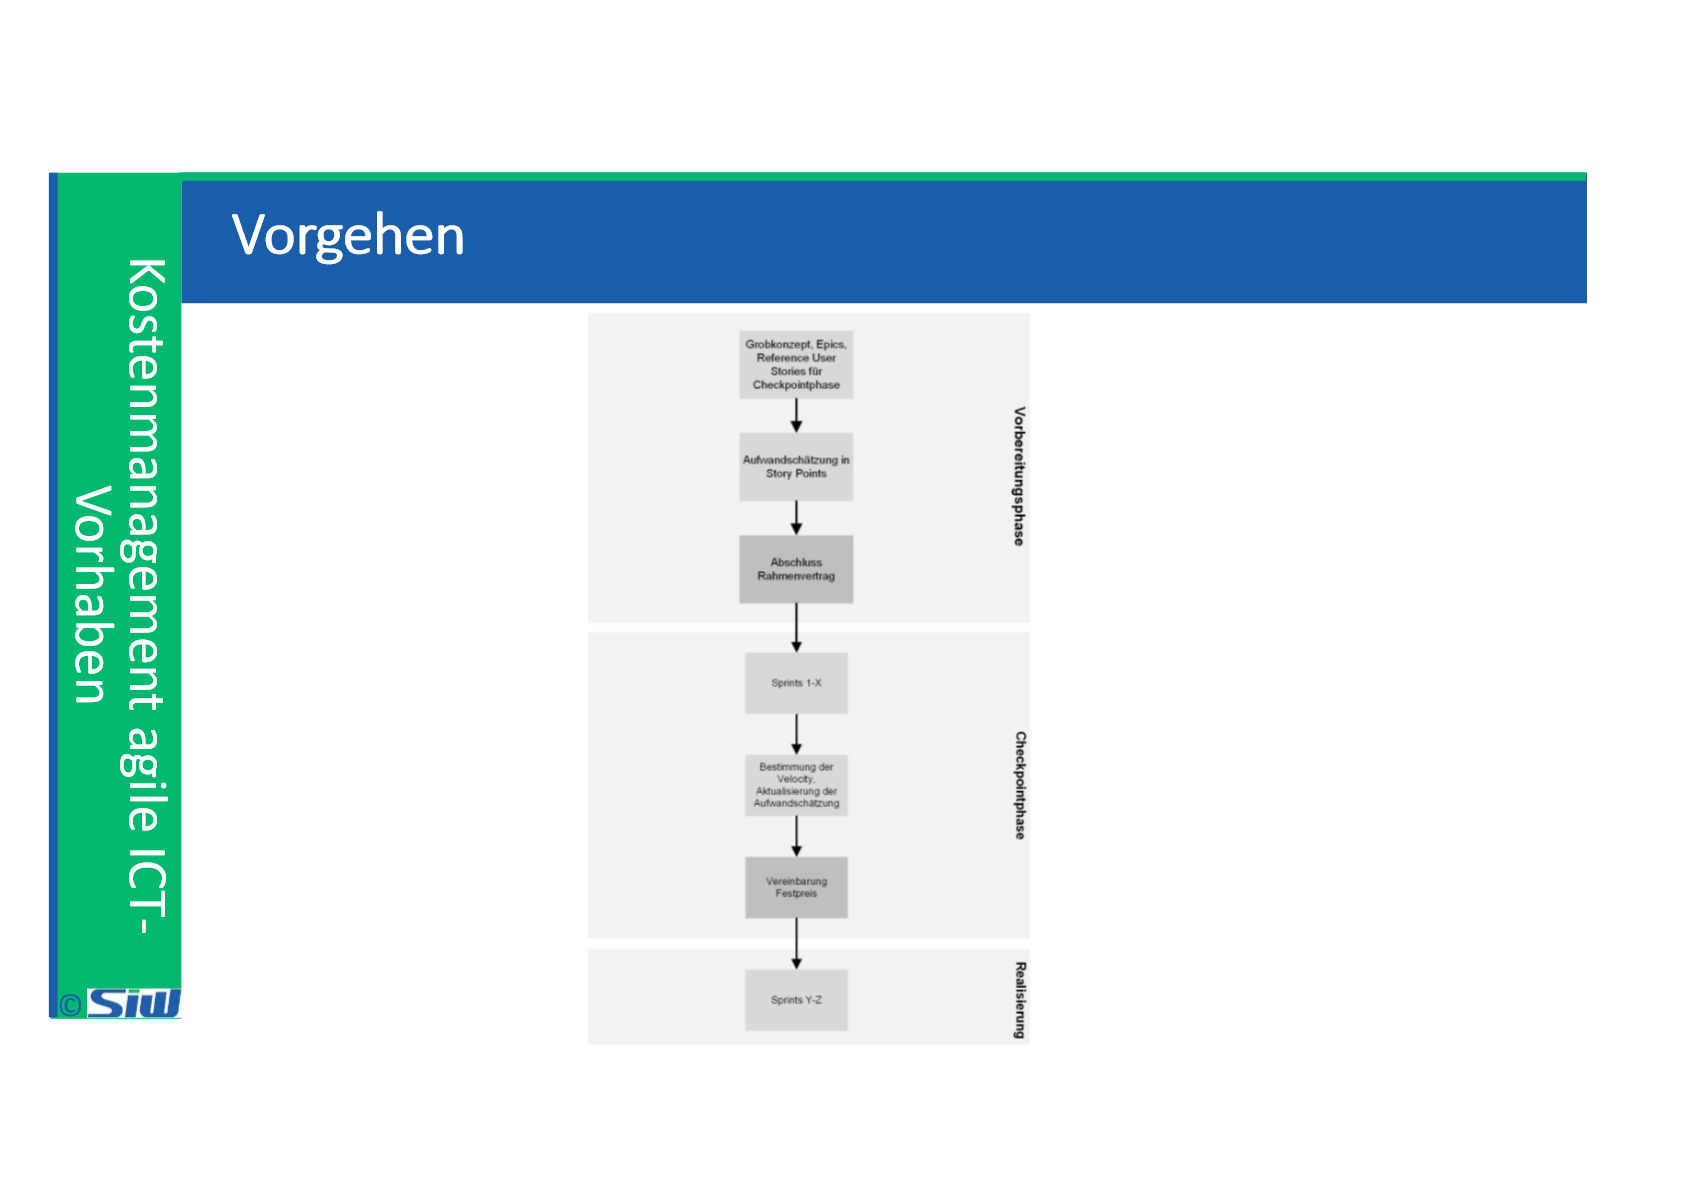 Vorgehen
Kostenmanagement agile ICT-
Vorhaben
© SiW
Grobkonzept, Epics,
Reference User
Stories für
Checkpointphase
Aufwandschätzung in
Story Points
Abschluss
Rahmenvertrag
Vorbereitungsphase
Sprints 1-X
Bestimmung der
Velocity,
Aktualisierung der
Aufwandschätzung
Vereinbarung
Festpreis
Checkpointphase
Sprints Y-Z
Realisierung